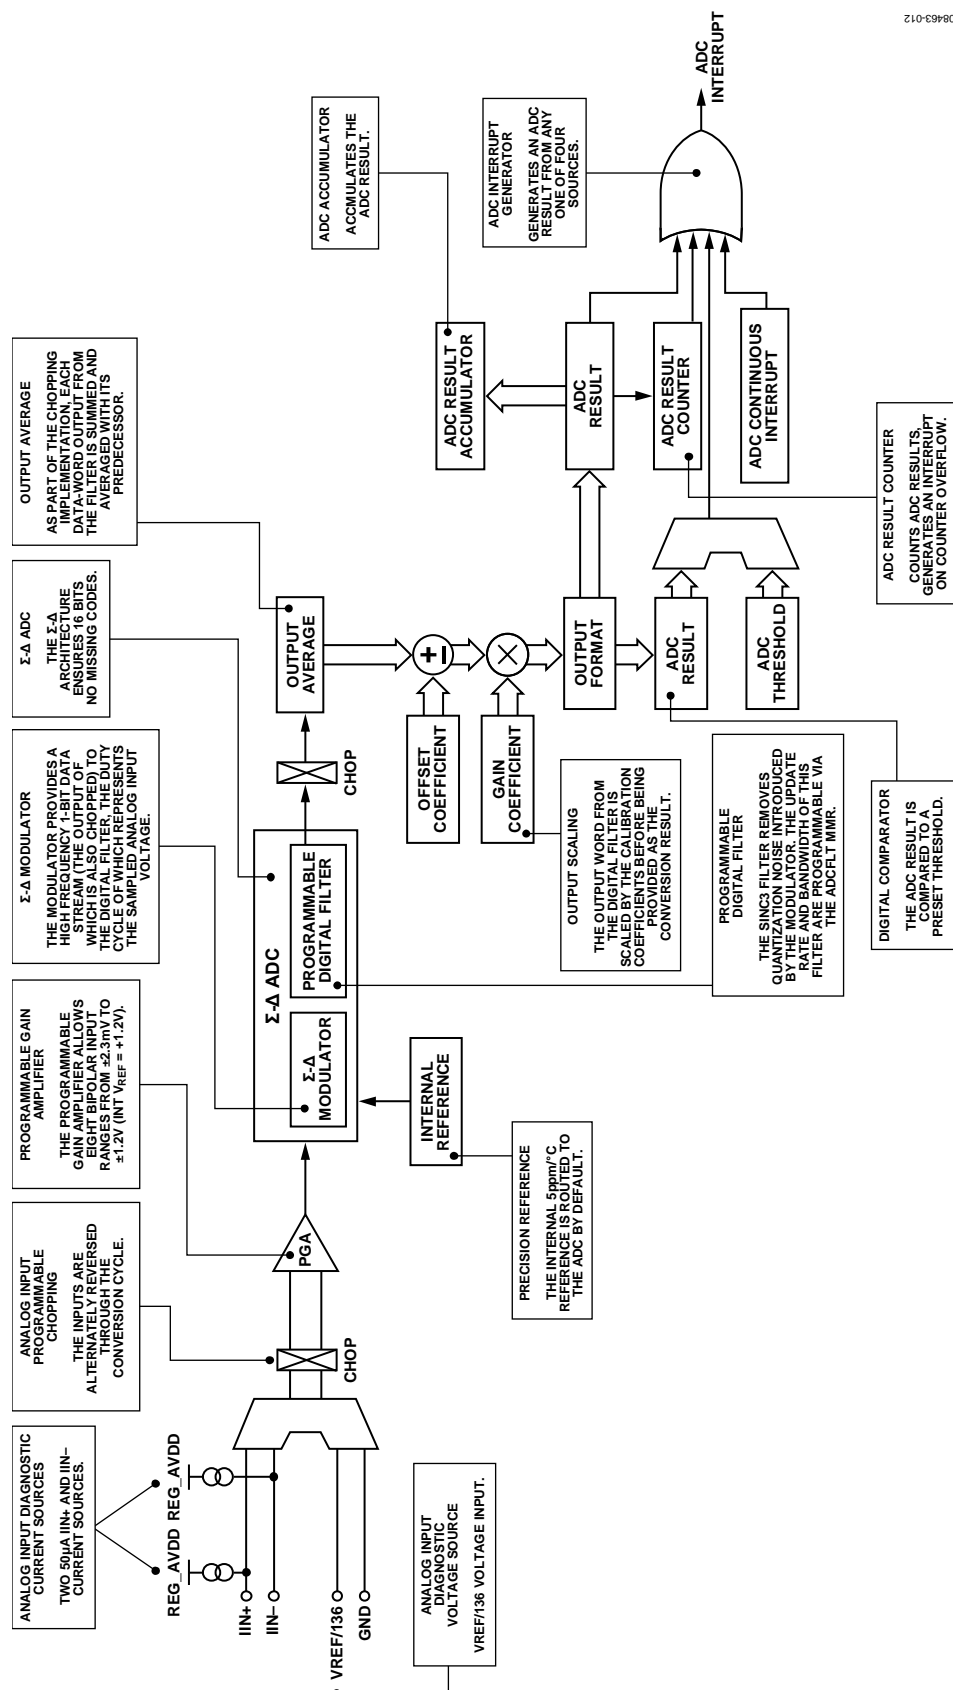 ANALOG INPUT DIAGNOSTIC
CURRENT SOURCES
TWO 50µA IIN+ AND IIN–
CURRENT SOURCES.
ANALOG INPUT
PROGRAMMABLE
CHOPPING
THE INPUTS ARE
ALTERNATELY REVERSED
THROUGH THE
CONVERSION CYCLE.
PROGRAMMABLE GAIN
AMPLIFIER
THE PROGRAMMABLE
GAIN AMPLIFIER ALLOWS
EIGHT BIPOLAR INPUT
RANGES FROM ±2.3mV TO
±1.2V (INT VREF = +1.2V).
Σ-Δ MODULATOR
THE MODULATOR PROVIDES A
HIGH FREQUENCY 1-BIT DATA
STREAM (THE OUTPUT OF
WHICH IS ALSO CHOPPED) TO
THE DIGITAL FILTER, THE DUTY
CYCLE OF WHICH REPRESENTS
THE SAMPLED ANALOG INPUT
VOLTAGE.
Σ-Δ ADC
THE Σ-Δ
ARCHITECTURE
ENSURES 16 BITS
NO MISSING CODES.
OUTPUT AVERAGE
AS PART OF THE CHOPPING
IMPLEMENTATION, EACH
DATA-WORD OUTPUT FROM
THE FILTER IS SUMMED AND
AVERAGED WITH ITS
PREDECESSOR.
REG_AVDD
REG_AVDD
IIN+
IIN–
VREF/136
GND
CHOP
PGA
Σ-Δ ADC
Σ-Δ
MODULATOR
PROGRAMMABLE
DIGITAL FILTER
CHOP
OUTPUT
AVERAGE
INTERNAL
REFERENCE
OFFSET
COEFFICIENT
GAIN
COEFFICIENT
OUTPUT
FORMAT
ADC ACCUMULATOR
ACCMULATES THE
ADC RESULT.
ADC RESULT
ACCUMULATOR
ADC
RESULT
ADC RESULT
COUNTER
ADC CONTINUOUS
INTERRUPT
ADC INTERRUPT
GENERATOR
GENERATES AN ADC
RESULT FROM ANY
ONE OF FOUR
SOURCES.
ADC
INTERRUPT
ADC
RESULT
ADC
THRESHOLD
ANALOG INPUT
DIAGNOSTIC
VOLTAGE SOURCE
VREF/136 VOLTAGE INPUT.
PRECISION REFERENCE
THE INTERNAL 5ppm/°C
REFERENCE IS ROUTED TO
THE ADC BY DEFAULT.
OUTPUT SCALING
THE OUTPUT WORD FROM
THE DIGITAL FILTER IS
SCALED BY THE CALIBRATION
COEFFICIENTS BEFORE BEING
PROVIDED AS THE
CONVERSION RESULT.
PROGRAMMABLE
DIGITAL FILTER
THE SINC3 FILTER REMOVES
QUANTIZATION NOISE INTRODUCED
BY THE MODULATOR. THE UPDATE
RATE AND BANDWIDTH OF THIS
FILTER ARE PROGRAMMABLE VIA
THE ADCFLT MMR.
DIGITAL COMPARATOR
THE ADC RESULT IS
COMPARED TO A
PRESET THRESHOLD.
ADC RESULT COUNTER
COUNTS ADC RESULTS,
GENERATES AN INTERRUPT
ON COUNTER OVERFLOW.
08463-012